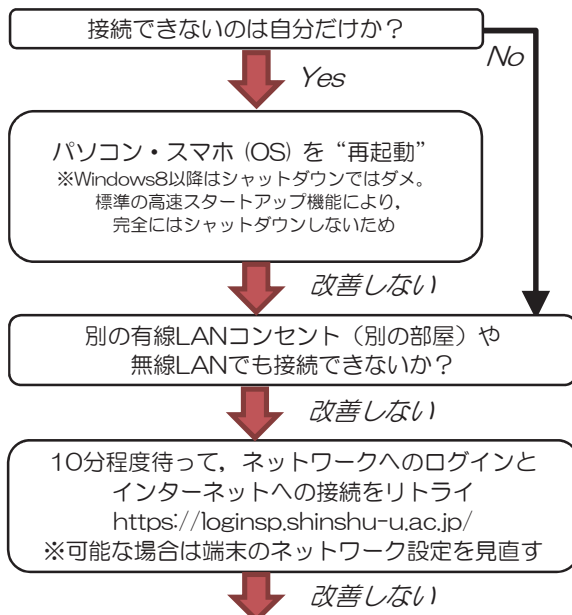 接続できないのは自分だけか？
No
Yes
パソコン・スマホ (OS) を“再起動”
※Windows8以降はシャットダウンではダメ。
標準の高速スタートアップ機能により，
完全にはシャットダウンしないため
改善しない
別の有線LANコンセント（別の部屋）や
無線LANでも接続できないか？
改善しない
10分程度待って，ネットワークへのログインと
インターネットへの接続をリトライ
https://loginsp.shinshu-u.ac.jp/
※可能な場合は端末のネットワーク設定を見直す
改善しない